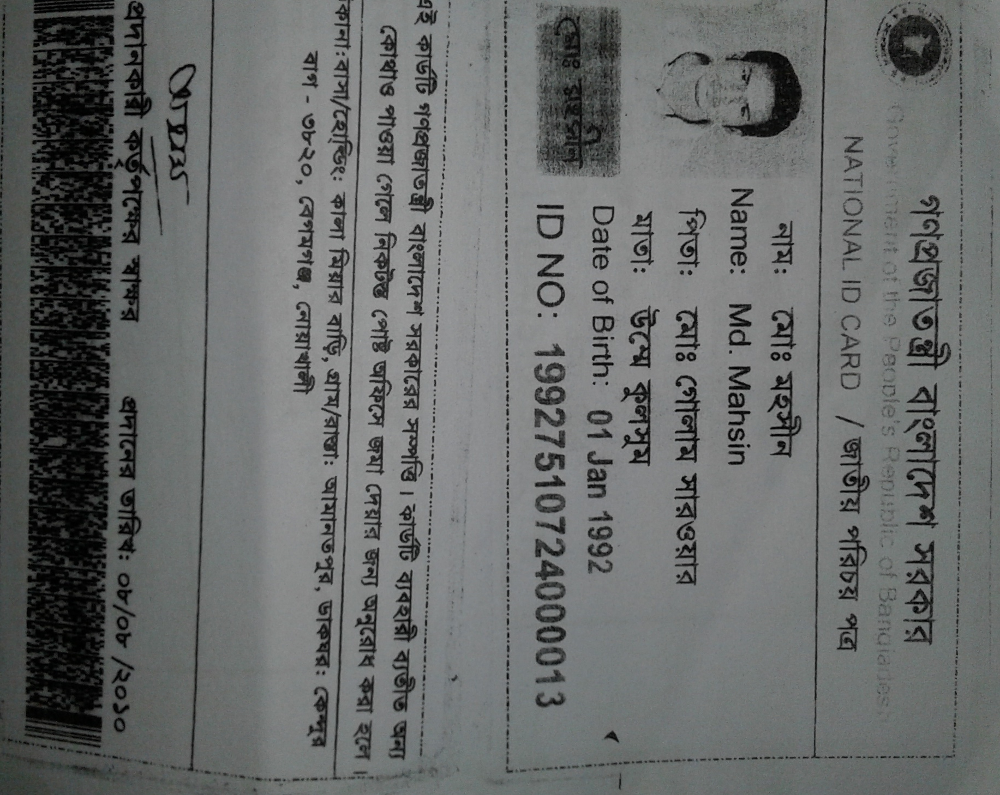 গণপ্রজাতন্ত্রী বাংলাদেশ সরকার
Government of the People's Republic of Bangladesh
NATIONAL ID CARD / জাতীয় পরিচয় পত্র
নাম: মোঃ মহসীন
Name: Md. Mahsin
পিতা: মোঃ গোলাম সারওয়ার
মাতা: উম্মে কুলসুম
Date of Birth: 01 Jan 1992
ID NO: 19927510724000013
মোঃ মহসীন
এই কার্ডটি গণপ্রজাতন্ত্রী বাংলাদেশ সরকারের সম্পত্তি। কার্ডটি ব্যবহারকারী ব্যতীত অন্য
কোথাও পাওয়া গেলে নিকটস্থ পোস্ট অফিসে জমা দেয়ার জন্য অনুরোধ করা হলো।
ঠিকানা: বাসা/হোল্ডিং: কালা মিয়ার বাড়ি, গ্রাম/রাস্তা: আমানতপুর, ডাকঘর: কেন্দুর
বাগ - ৩৮২০, বেগমগঞ্জ, নোয়াখালী
প্রদানকারী কর্তৃপক্ষের স্বাক্ষর প্রদানের তারিখ: ০৮/০৮/২০১০